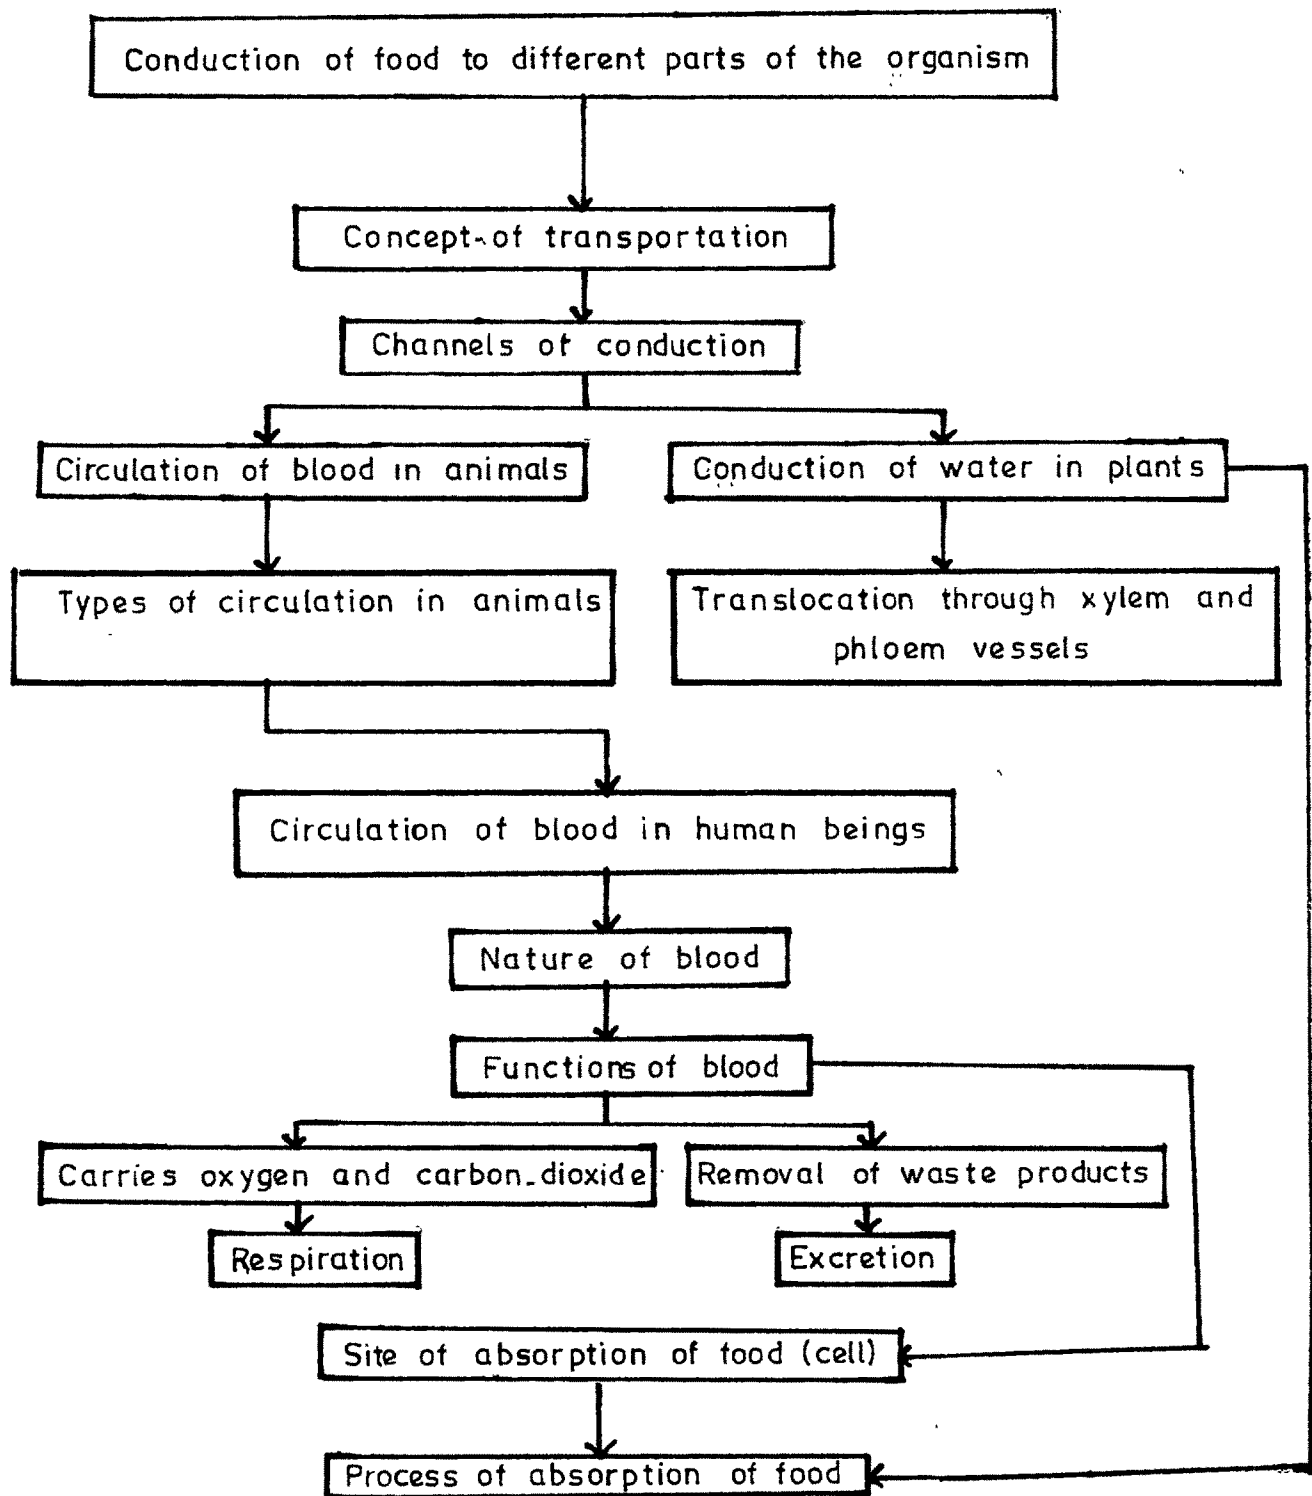 Conduction of food to different parts of the organism
Concept of transportation
Channels of conduction
Circulation of blood in animals
Conduction of water in plants
Types of circulation in animals
Translocation through xylem and
phloem vessels
Circulation of blood in human beings
Nature of blood
Functions of blood
Carries oxygen and carbon-dioxide
Removal of waste products
Respiration
Excretion
Site of absorption of food (cell)
Process of absorption of food